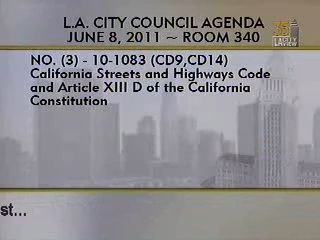 L.A. CITY COUNCIL AGENDA
JUNE 8, 2011 ~ ROOM 340
NO. (3) - 10-1083 (CD9,CD14)
California Streets and Highways Code
and Article XIII D of the California
Constitution
st...